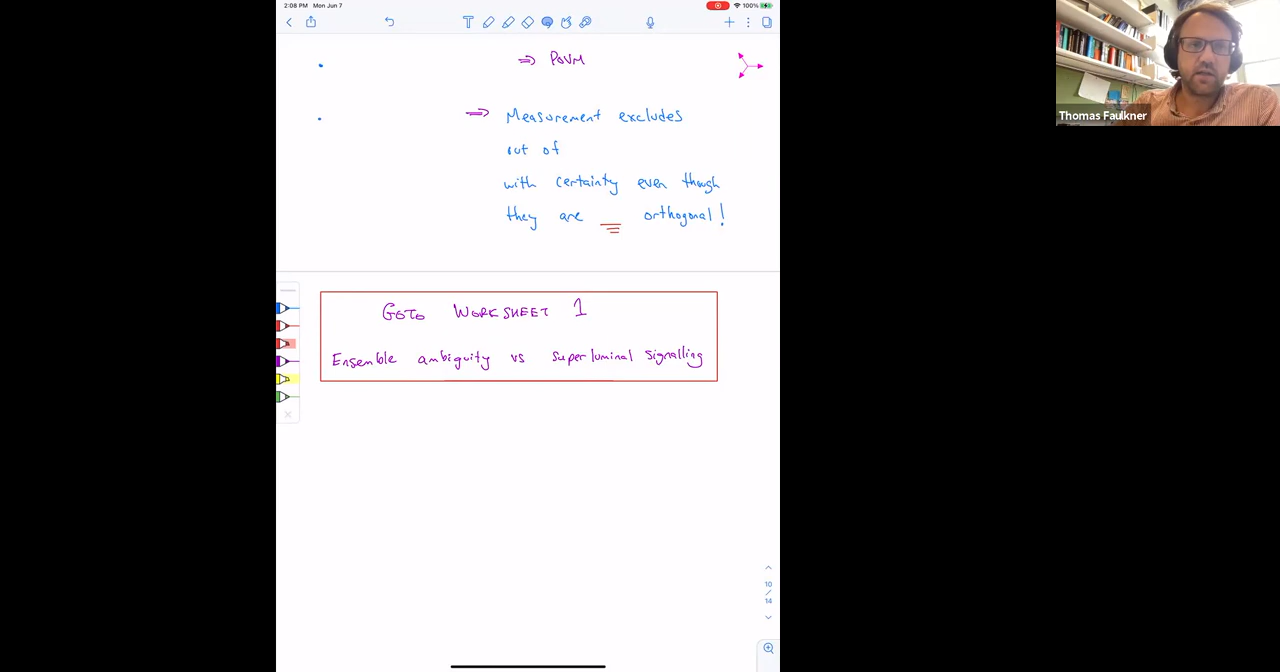 2:08 PM Mon Jun 7
100%
T
⇒ POVM
⇒ Measurement excludes
out of
with certainty even though
they are orthogonal!
GOTO WORKSHEET 1
Ensemble ambiguity vs Superluminal Signalling
10
/
14
Thomas Faulkner